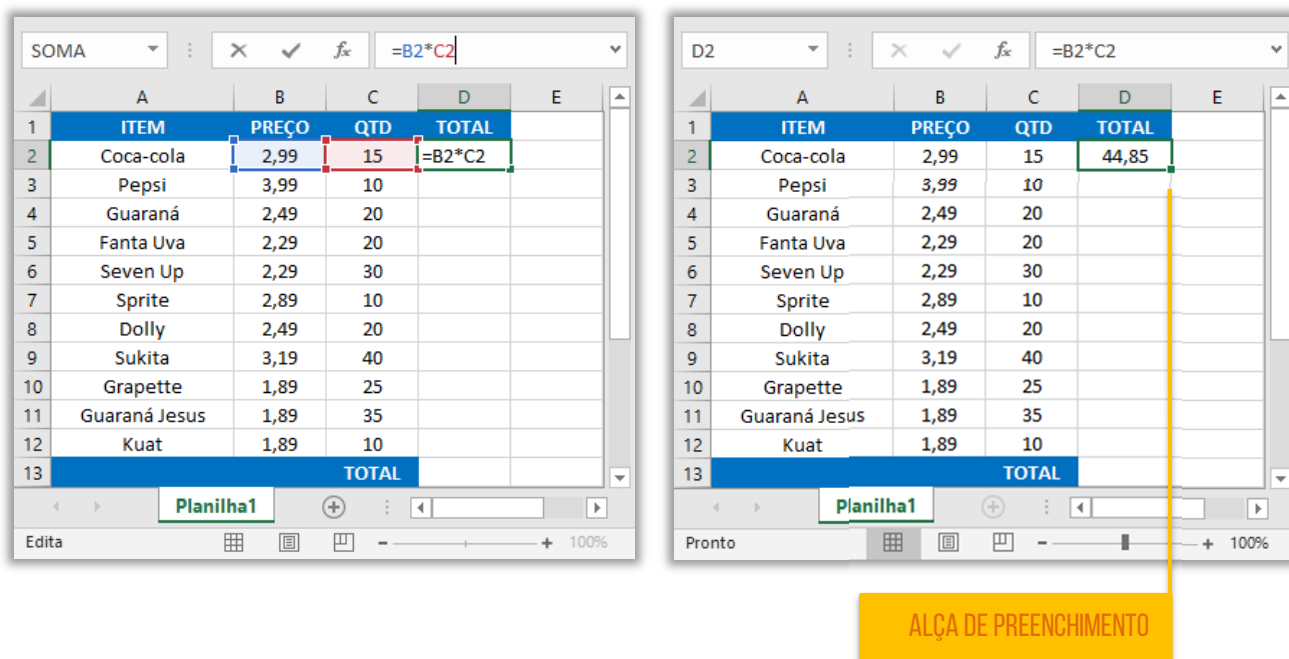 SOMA =B2*C2
A B C D E
1 ITEM PREÇO QTD TOTAL
2 Coca-cola 2,99 15 =B2*C2
3 Pepsi 3,99 10
4 Guaraná 2,49 20
5 Fanta Uva 2,29 20
6 Seven Up 2,29 30
7 Sprite 2,89 10
8 Dolly 2,49 20
9 Sukita 3,19 40
10 Grapette 1,89 25
11 Guaraná Jesus 1,89 35
12 Kuat 1,89 10
13 TOTAL
Planilha1
Edita 100%
D2 fx =B2*C2
A B C D E
1 ITEM PREÇO QTD TOTAL
2 Coca-cola 2,99 15 44,85
3 Pepsi 3,99 10
4 Guaraná 2,49 20
5 Fanta Uva 2,29 20
6 Seven Up 2,29 30
7 Sprite 2,89 10
8 Dolly 2,49 20
9 Sukita 3,19 40
10 Grapette 1,89 25
11 Guaraná Jesus 1,89 35
12 Kuat 1,89 10
13 TOTAL
Planilha1
Pronto 100%
ALÇA DE PREENCHIMENTO